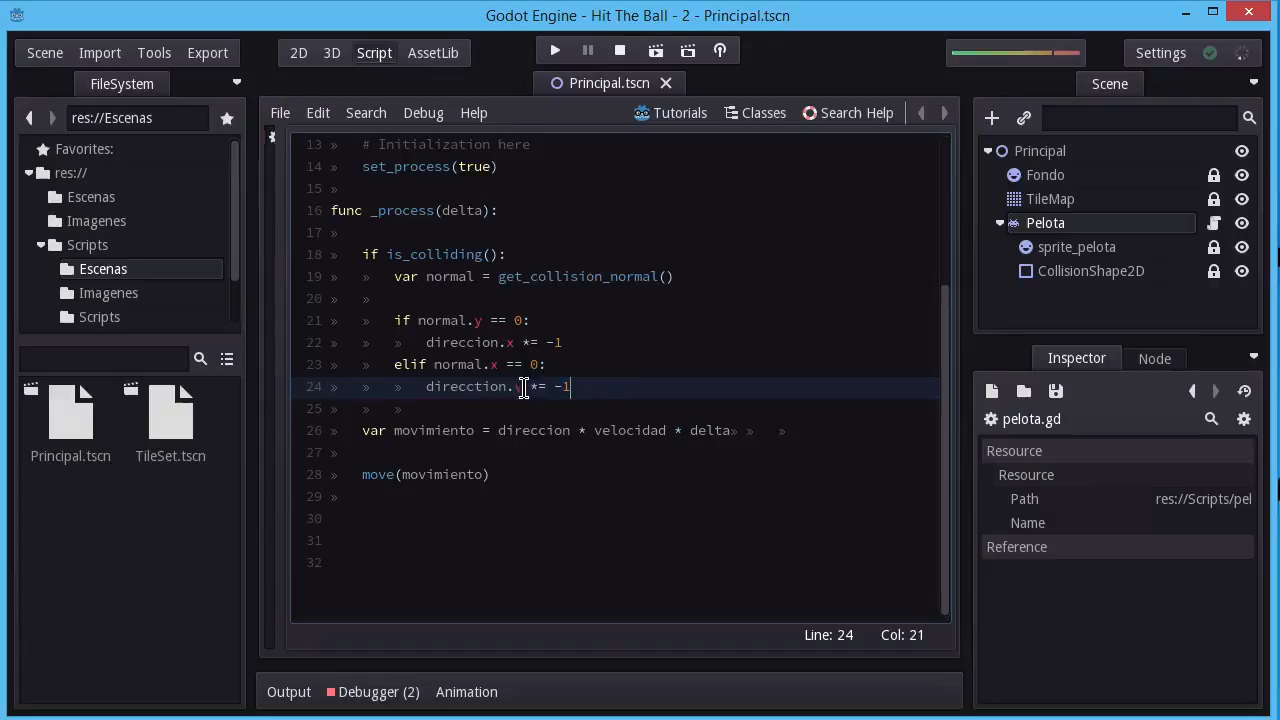 Godot Engine - Hit The Ball - 2 - Principal.tscn
Scene Import Tools Export 2D 3D Script AssetLib Settings
FileSystem Principal.tscn Scene
res://Escenas File Edit Search Debug Help Tutorials Classes Search Help
Favorites:
res://
Escenas
Imagenes
Scripts
Escenas
Imagenes
Scripts
Principal.tscn TileSet.tscn
13 » # Initialization here
14 » set_process(true)
15 »
16 func _process(delta):
17 »
18 » if is_colliding():
19 » » var normal = get_collision_normal()
20 » »
21 » » if normal.y == 0:
22 » » » direccion.x *= -1
23 » » elif normal.x == 0:
24 » » » direcction. *= -1
25 » » »
26 » var movimiento = direccion * velocidad * delta» » »
27 »
28 » move(movimiento)
29 »
30
31
32
Line: 24 Col: 21
Output Debugger (2) Animation
Principal
Fondo
TileMap
Pelota
sprite_pelota
CollisionShape2D
Inspector Node
pelota.gd
Resource
Resource
Path res://Scripts/pel
Name
Reference